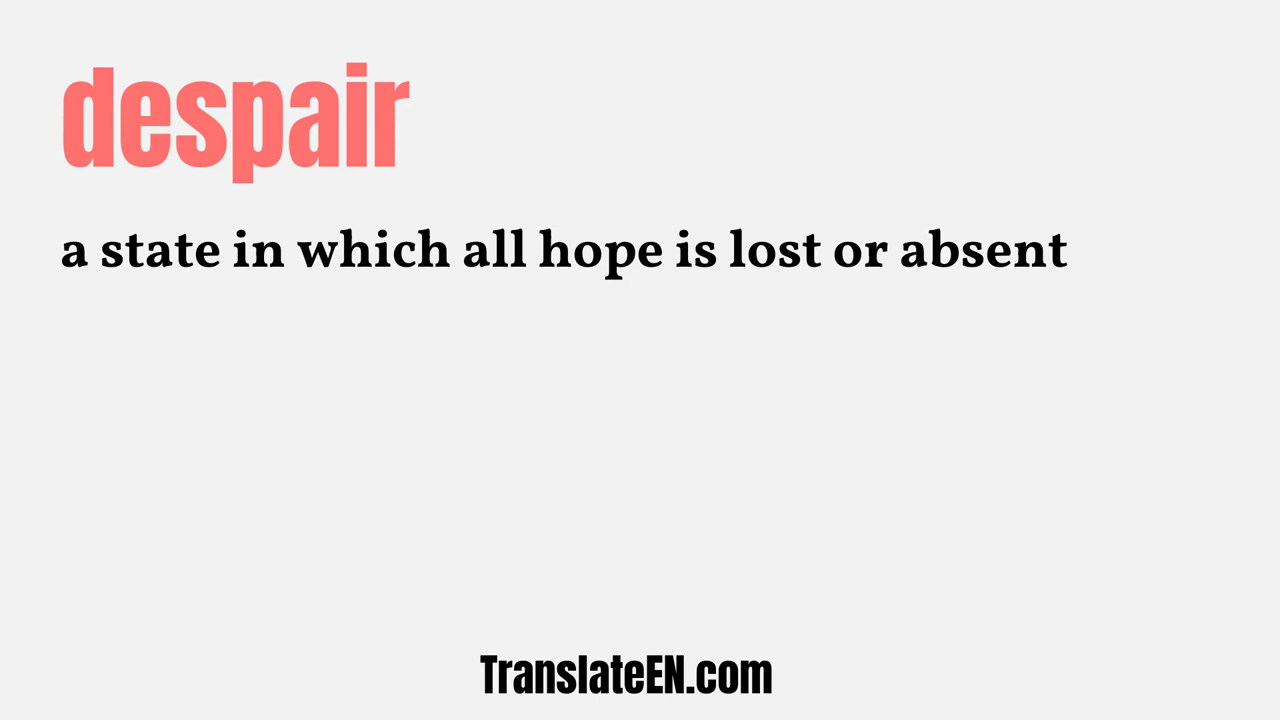 despair
a state in which all hope is lost or absent
TranslateEN.com